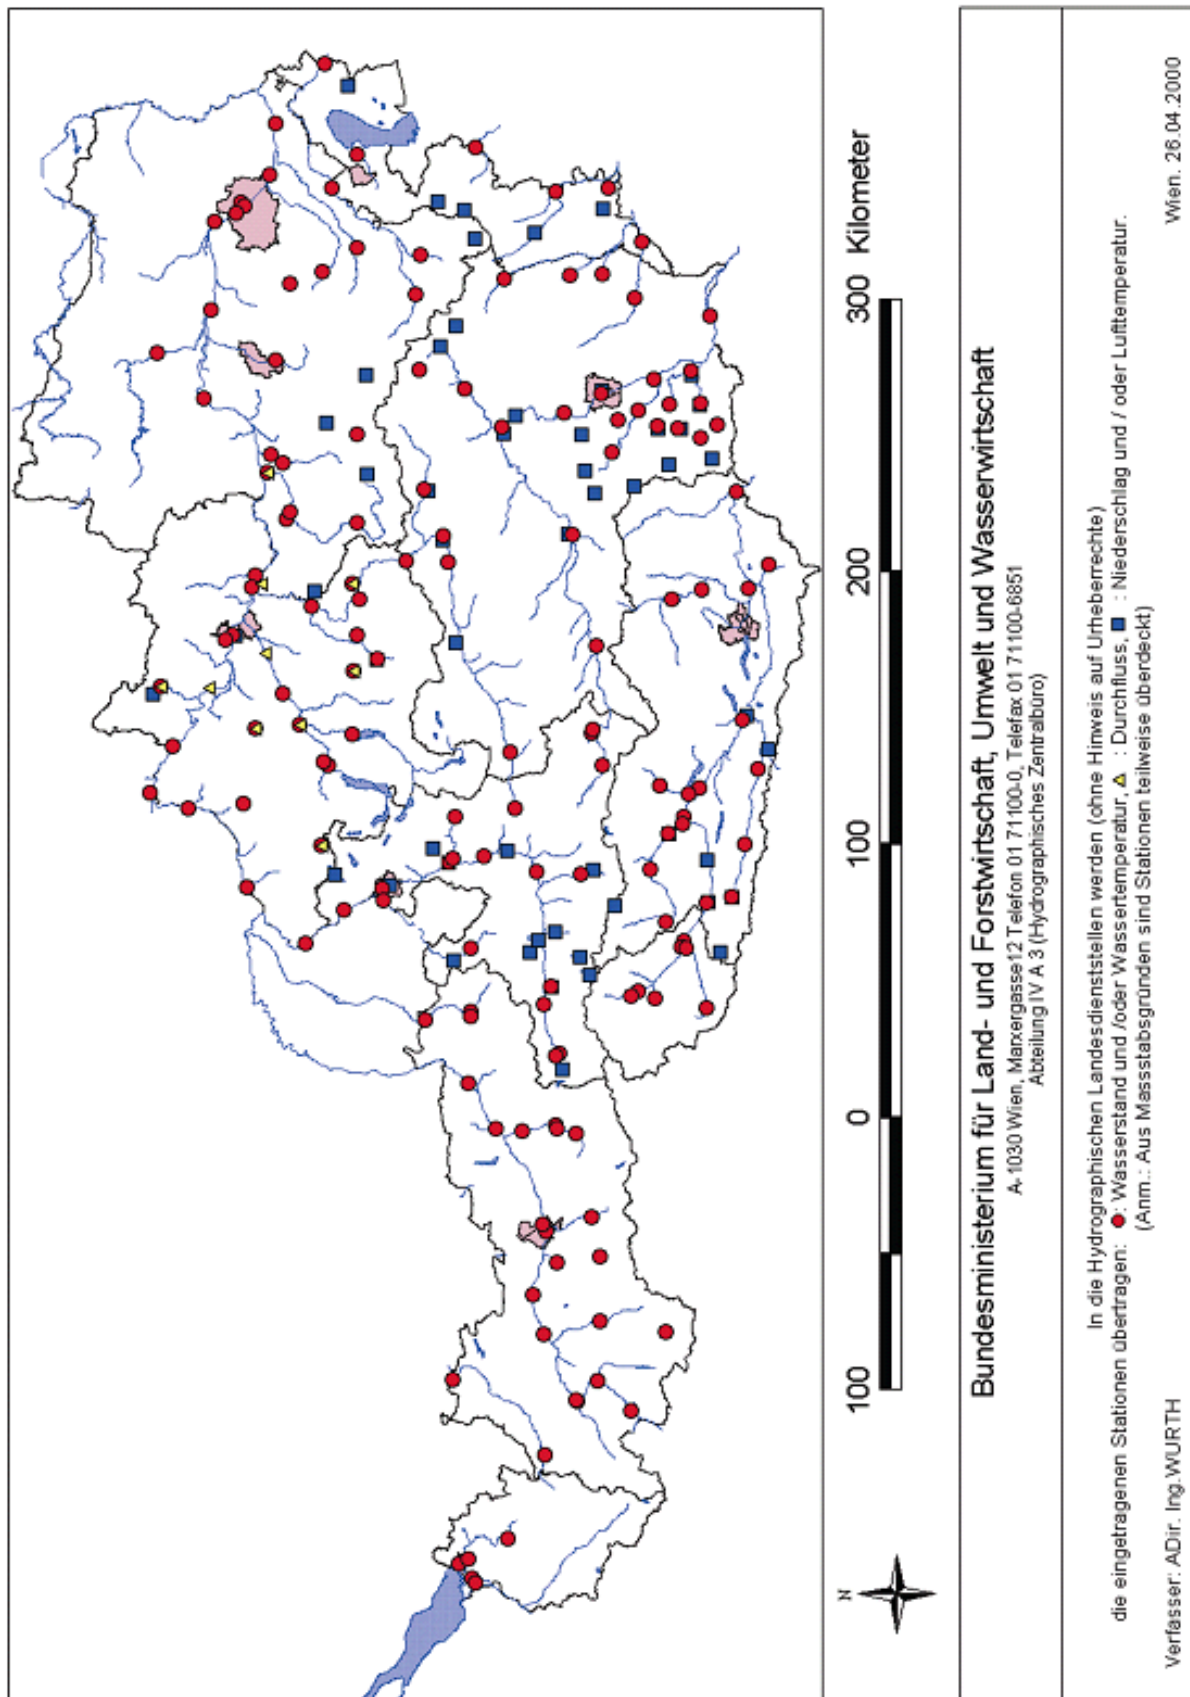 N
100 0 100 200 300 Kilometer
Bundesministerium für Land- und Forstwirtschaft, Umwelt und Wasserwirtschaft
A-1030 Wien, Marxergasse12 Telefon 01 71100-0, Telefax 01 71100-6851
Abteilung IV A 3 (Hydrographisches Zentralbüro)
In die Hydrographischen Landesdienststellen werden (ohne Hinweis auf Urheberrechte)
die eingetragenen Stationen übertragen: : Wasserstand und /oder Wassertemperatur, : Durchfluss, : Niederschlag und / oder Lufttemperatur.
(Anm.: Aus Massstabsgründen sind Stationen teilweise überdeckt)
Verfasser: ADir. Ing.WURTH Wien. 26.04.2000